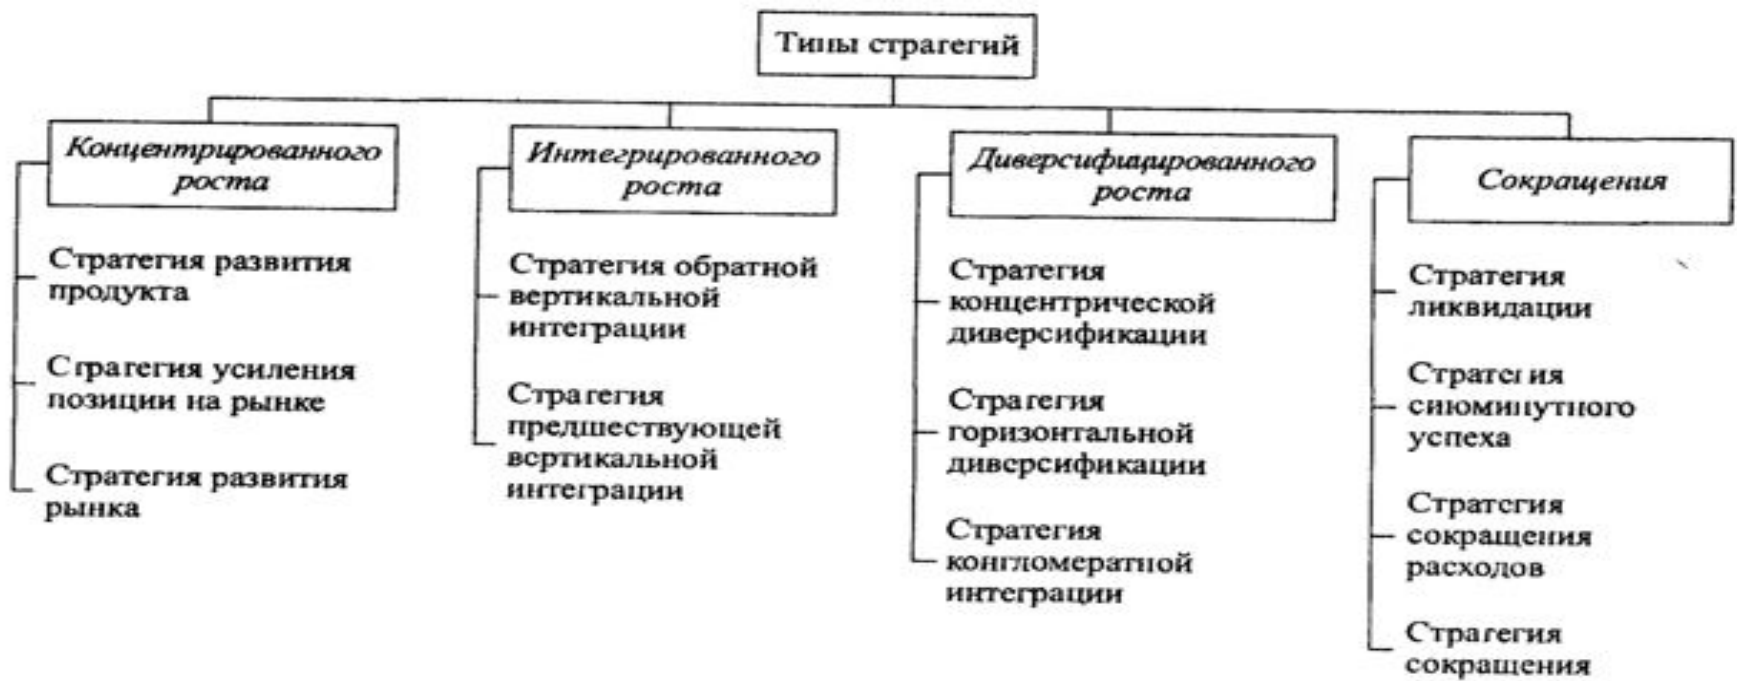 Типы стратегий
Концентрированного
роста
Стратегия развития
продукта
Стратегия усиления
позиции на рынке
Стратегия развития
рынка
Интегрированного
роста
Стратегия обратной
вертикальной
интеграции
Стратегия
предшествующей
вертикальной
интеграции
Диверсифицированного
роста
Стратегия
концентрической
диверсификации
Стратегия
горизонтальной
диверсификации
Стратегия
конгломератной
интеграции
Сокращения
Стратегия
ликвидации
Стратегия
сиюминутного
успеха
Стратегия
сокращения
расходов
Стратегия
сокращения